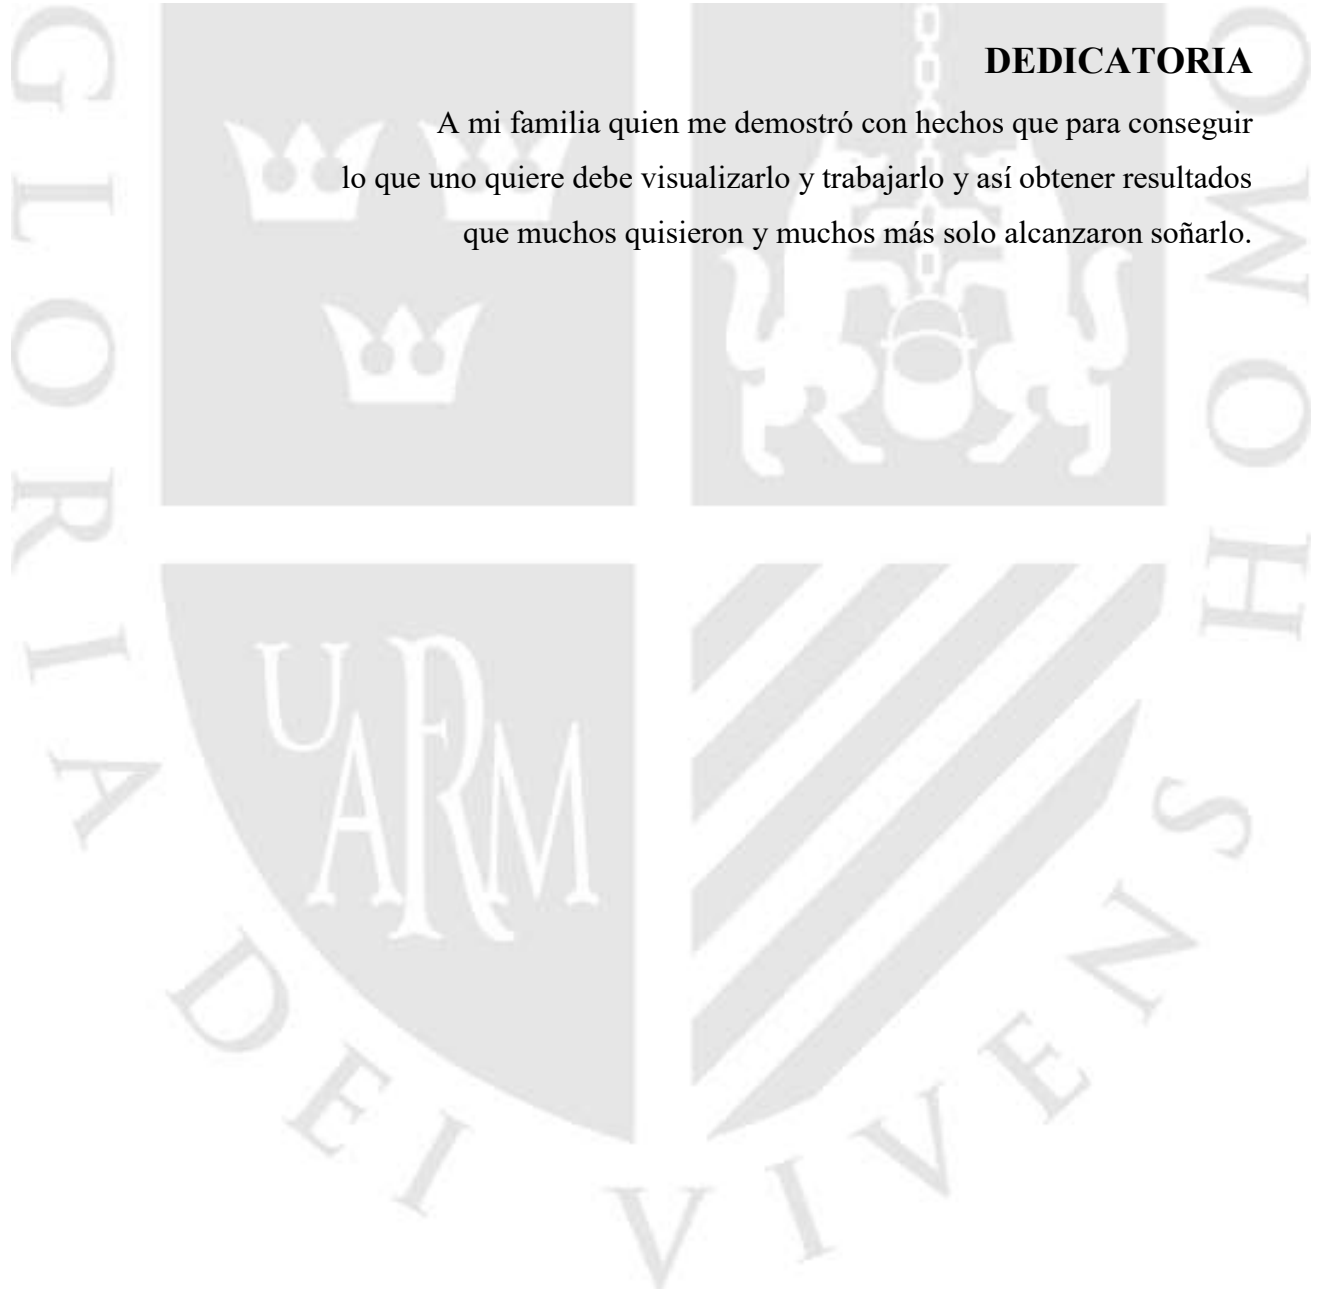 DEDICATORIA
A mi familia quien me demostró con hechos que para conseguir
lo que uno quiere debe visualizarlo y trabajarlo y así obtener resultados
que muchos quisieron y muchos más solo alcanzaron soñarlo.
GLORIA DEI VIVENS HOMO
UARM